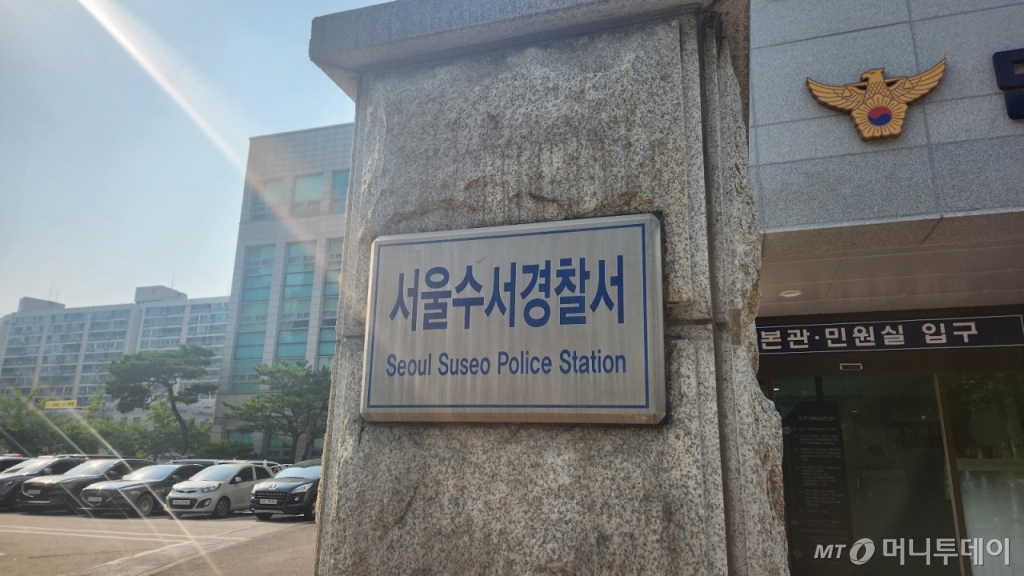 서울수서경찰서
Seoul Suseo Police Station
본관·민원실 입구
MT 머니투데이